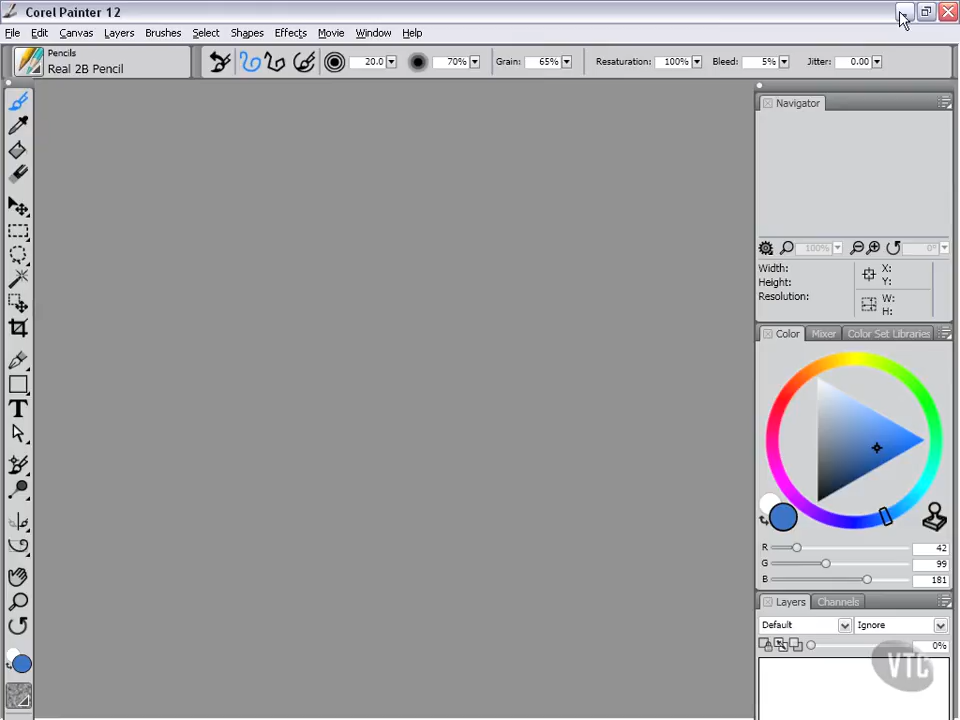 Corel Painter 12
File Edit Canvas Layers Brushes Select Shapes Effects Movie Window Help
Pencils
Real 2B Pencil
20.0 70% Grain: 65% Resaturation: 100% Bleed: 5% Jitter: 0.00
Navigator
100% 0°
Width:
Height:
Resolution:
X:
Y:
W:
H:
Color Mixer Color Set Libraries
R 42
G 99
B 181
Layers Channels
Default Ignore
0%
VTC
T